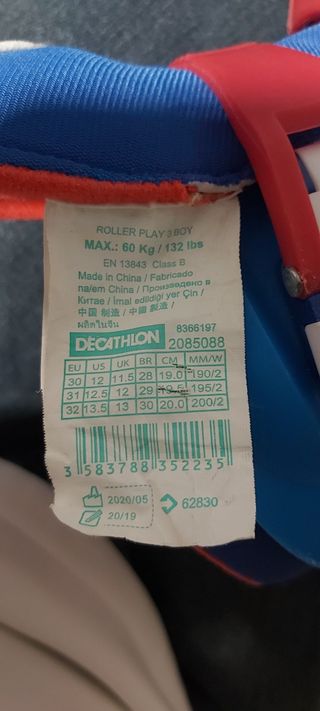 ROLLER PLAY 3 BOY
MAX.: 60 Kg / 132 lbs
EN 13843 Class B
Made in China / Fabricado
na/em China / Произведено в
Китае / İmal edildiği yer Çin /
中国 制造 / 中國 製造 /
ผลิตในจีน
8366197
DECATHLON 2085088
EU US UK BR CM MM/W
30 12 11.5 28 19.0 190/2
31 12.5 12 29 19.5 195/2
32 13.5 13 30 20.0 200/2
3 583788 352235
2020/05
20/19
62830